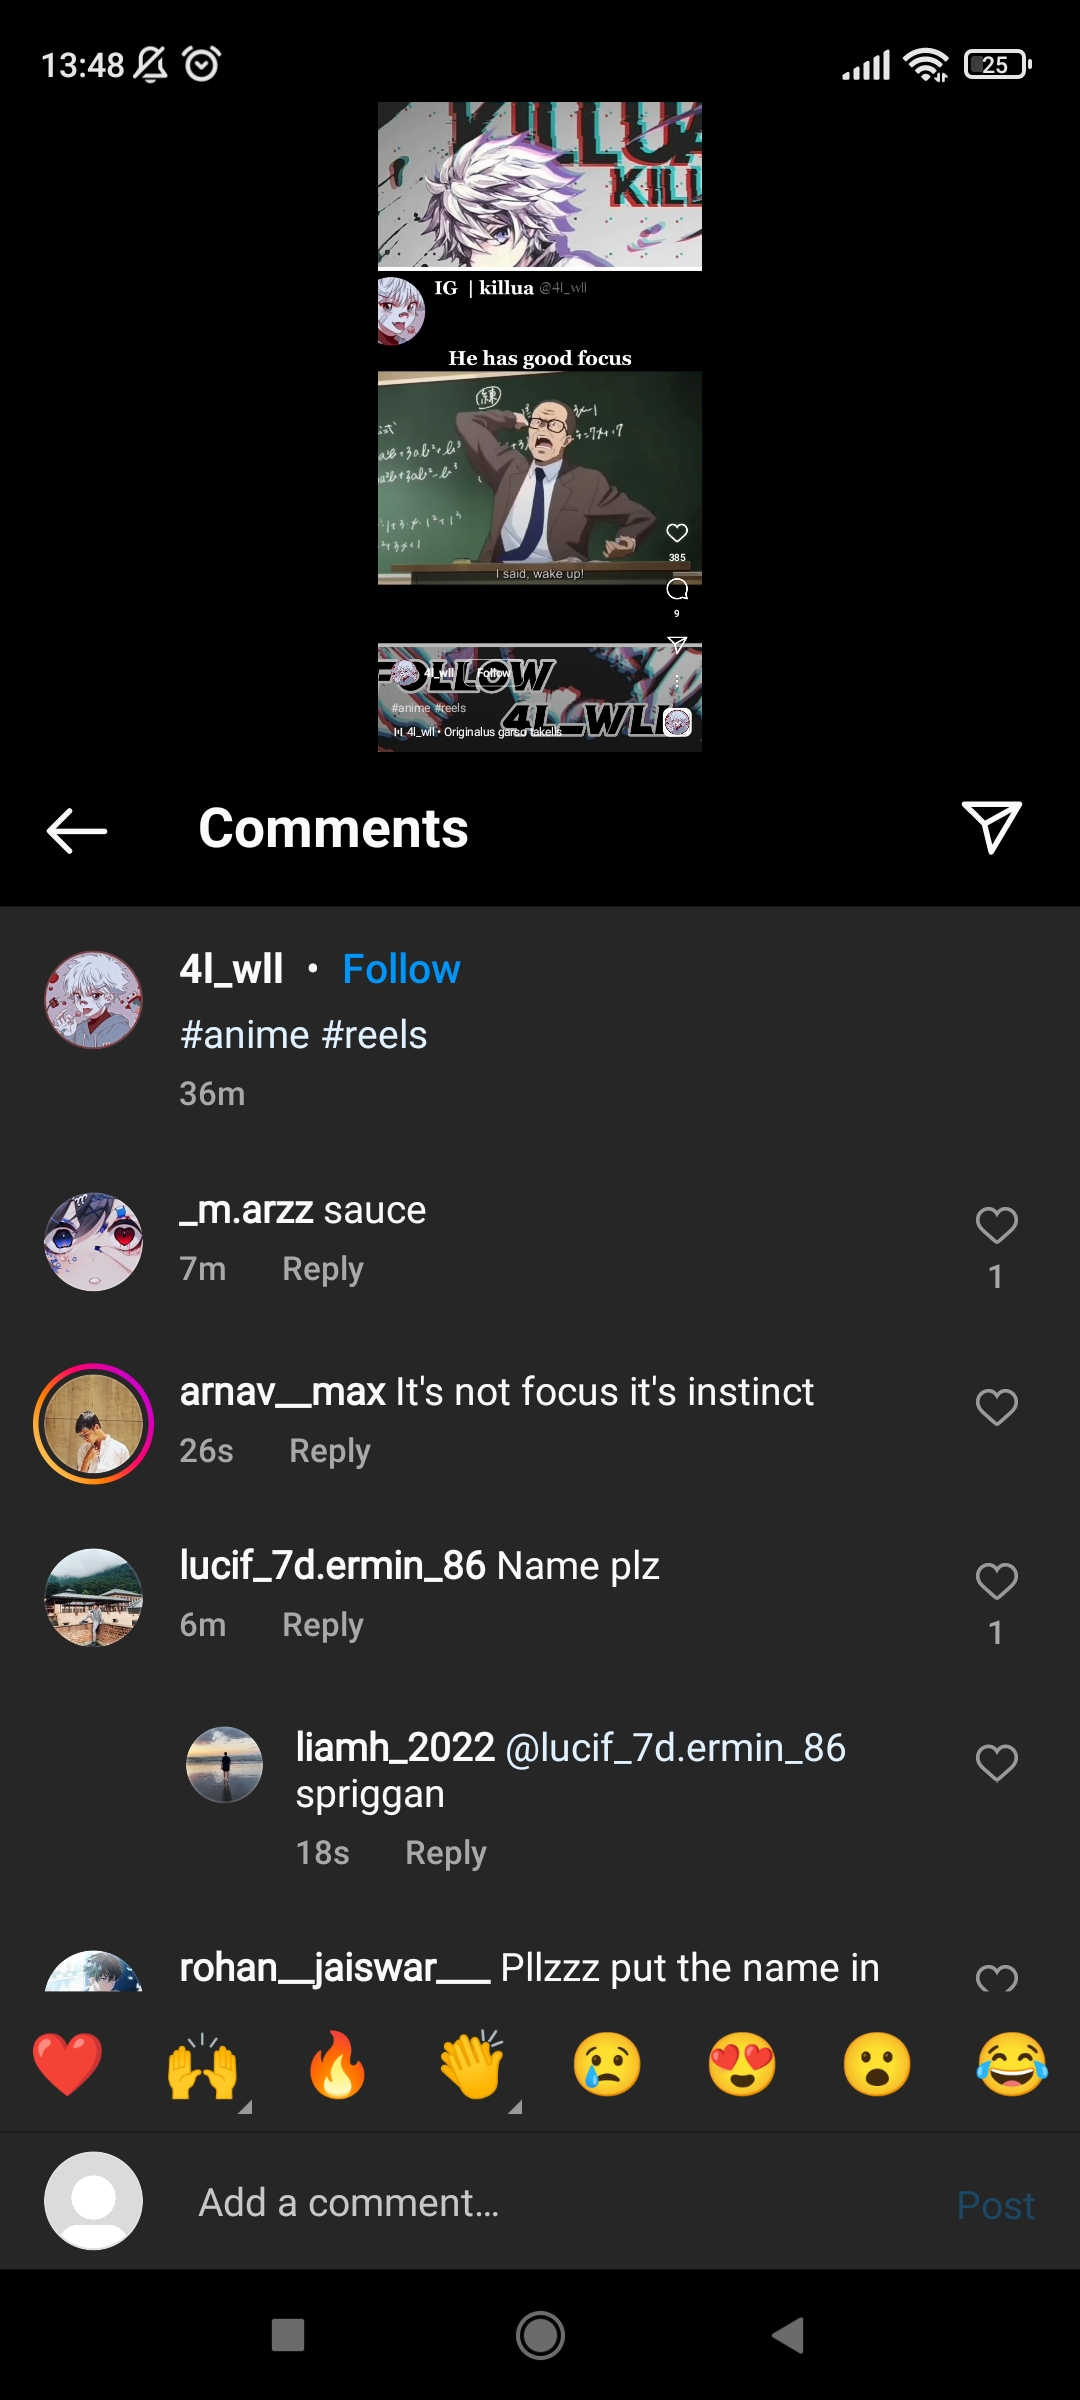 13:48
25
KILLUA
KILL
IG | killua @4l_wll
He has good focus
練
I said, wake up!
385
9
FOLLOW
4l_wll Follow
#anime #reels
4L_WLL
4l_wll • Originalus garso takelis
Comments
4l_wll • Follow
#anime #reels
36m
_m.arzz sauce
1
7m Reply
arnav__max It's not focus it's instinct
26s Reply
lucif_7d.ermin_86 Name plz
1
6m Reply
liamh_2022 @lucif_7d.ermin_86
spriggan
18s Reply
rohan__jaiswar___ Pllzzz put the name in
Add a comment...
Post